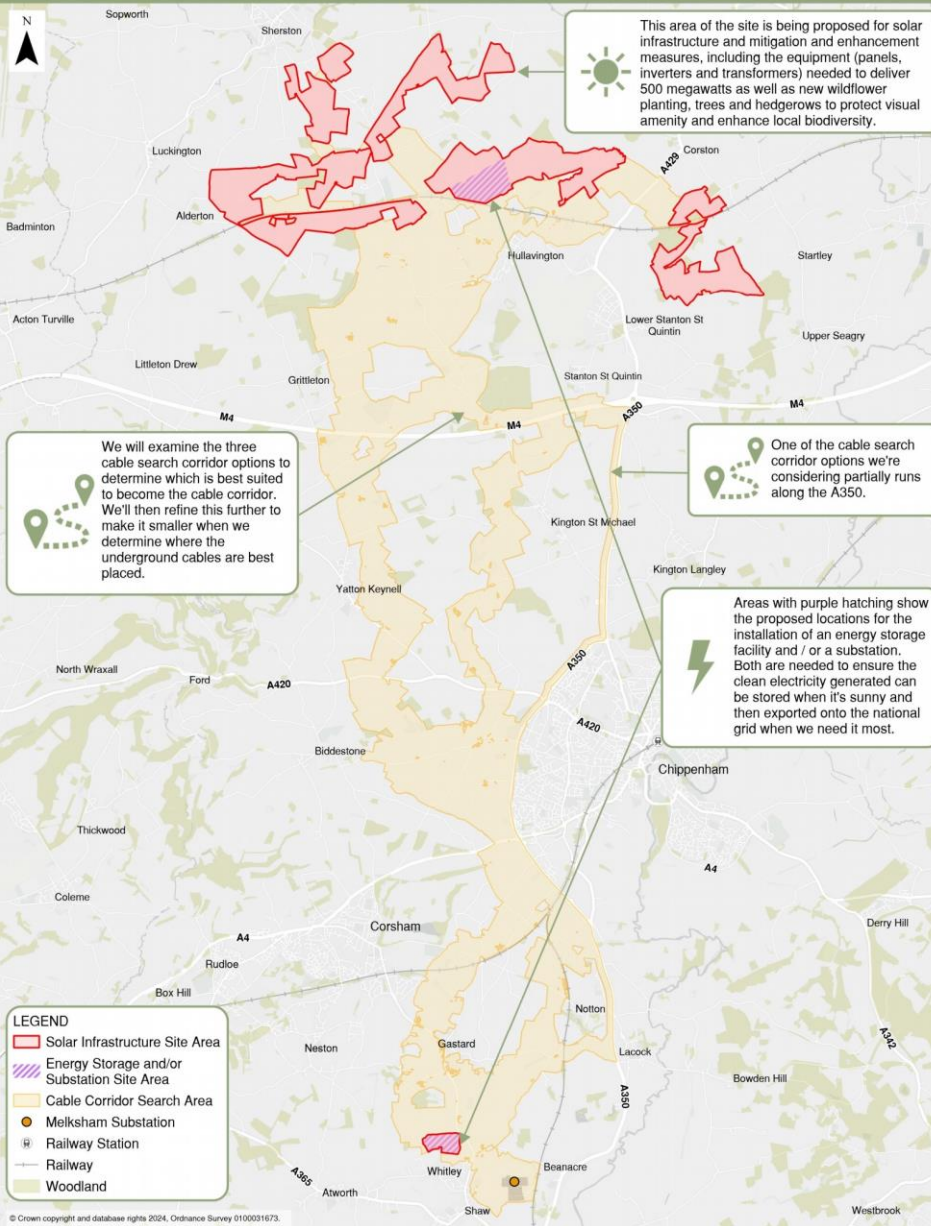 N
Sopworth
Sherston
This area of the site is being proposed for solar
infrastructure and mitigation and enhancement
measures, including the equipment (panels,
inverters and transformers) needed to deliver
500 megawatts as well as new wildflower
planting, trees and hedgerows to protect visual
amenity and enhance local biodiversity.
Luckington
Corston
A429
Alderton
Badminton
Hullavington
Startley
Acton Turville
Lower Stanton St
Quintin
Upper Seagry
Littleton Drew
Grittleton
Stanton St Quintin
M4
M4
M4
A350
We will examine the three
cable search corridor options to
determine which is best suited
to become the cable corridor.
We'll then refine this further to
make it smaller when we
determine where the
underground cables are best
placed.
One of the cable search
corridor options we're
considering partially runs
along the A350.
Kington St Michael
Kington Langley
Yatton Keynell
Areas with purple hatching show
the proposed locations for the
installation of an energy storage
facility and / or a substation.
Both are needed to ensure the
clean electricity generated can
be stored when it's sunny and
then exported onto the national
grid when we need it most.
North Wraxall
Ford
A420
A350
A420
Biddestone
Chippenham
Thickwood
A4
Coleme
Corsham
Derry Hill
A4
Rudloe
Box Hill
Notton
LEGEND
Solar Infrastructure Site Area
Energy Storage and/or
Substation Site Area
Cable Corridor Search Area
Melksham Substation
Railway Station
Railway
Woodland
Neston
Gastard
Lacock
A342
Bowden Hill
A350
Whitley
Beanacre
A365
Atworth
Shaw
Westbrook
© Crown copyright and database rights 2024, Ordnance Survey 0100031673.